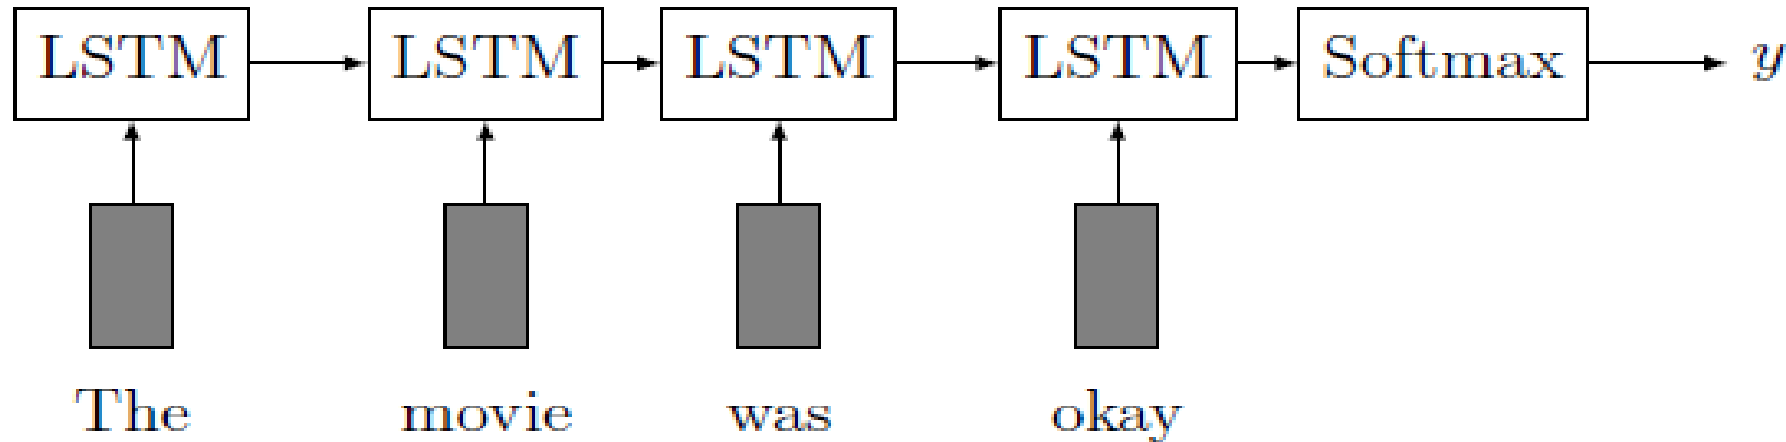 LSTM LSTM LSTM LSTM Softmax y
The movie was okay